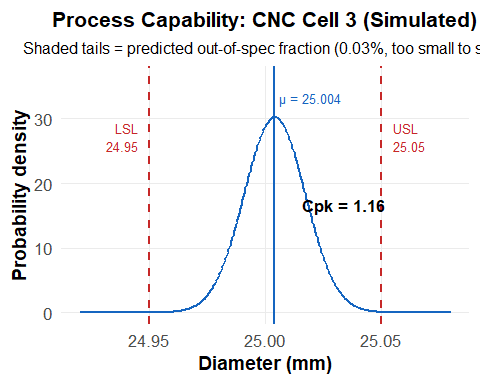 Process Capability: CNC Cell 3 (Simulated)
Shaded tails = predicted out-of-spec fraction (0.03%, too small to s
μ = 25.004
LSL
24.95
USL
25.05
Cpk = 1.16
Probability density
30
20
10
0
24.95
25.00
25.05
Diameter (mm)